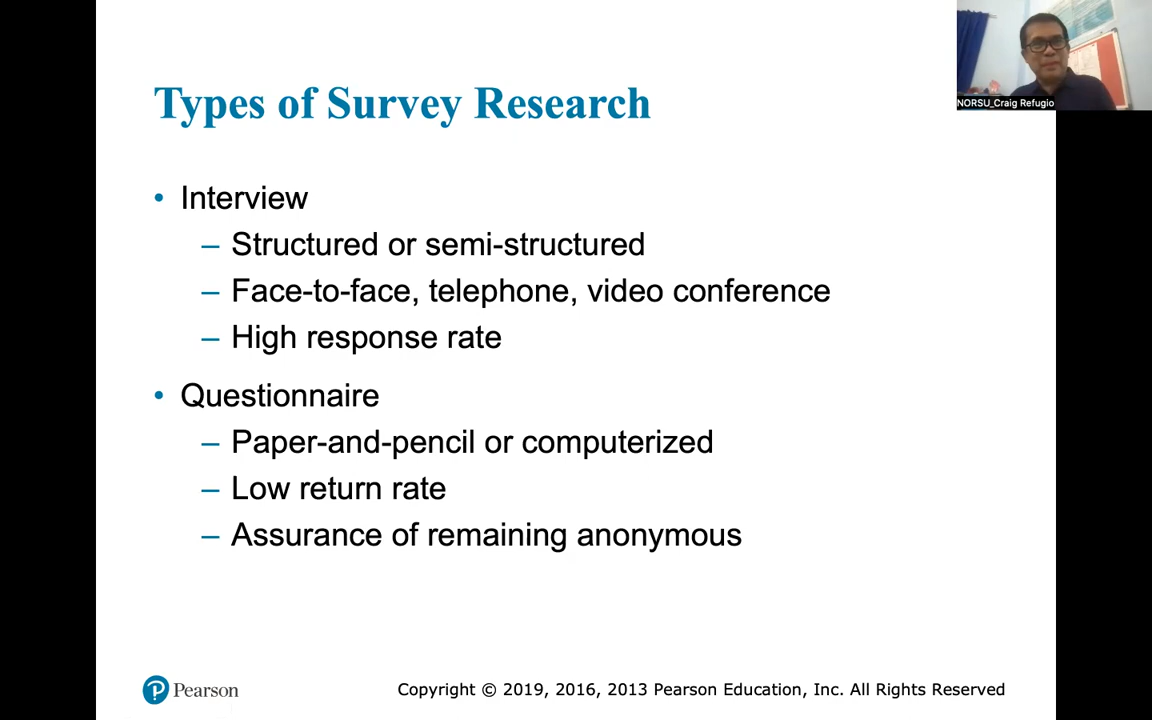 Types of Survey Research
NORSU_Craig Refugio
• Interview
– Structured or semi-structured
– Face-to-face, telephone, video conference
– High response rate
• Questionnaire
– Paper-and-pencil or computerized
– Low return rate
– Assurance of remaining anonymous
P Pearson
Copyright © 2019, 2016, 2013 Pearson Education, Inc. All Rights Reserved